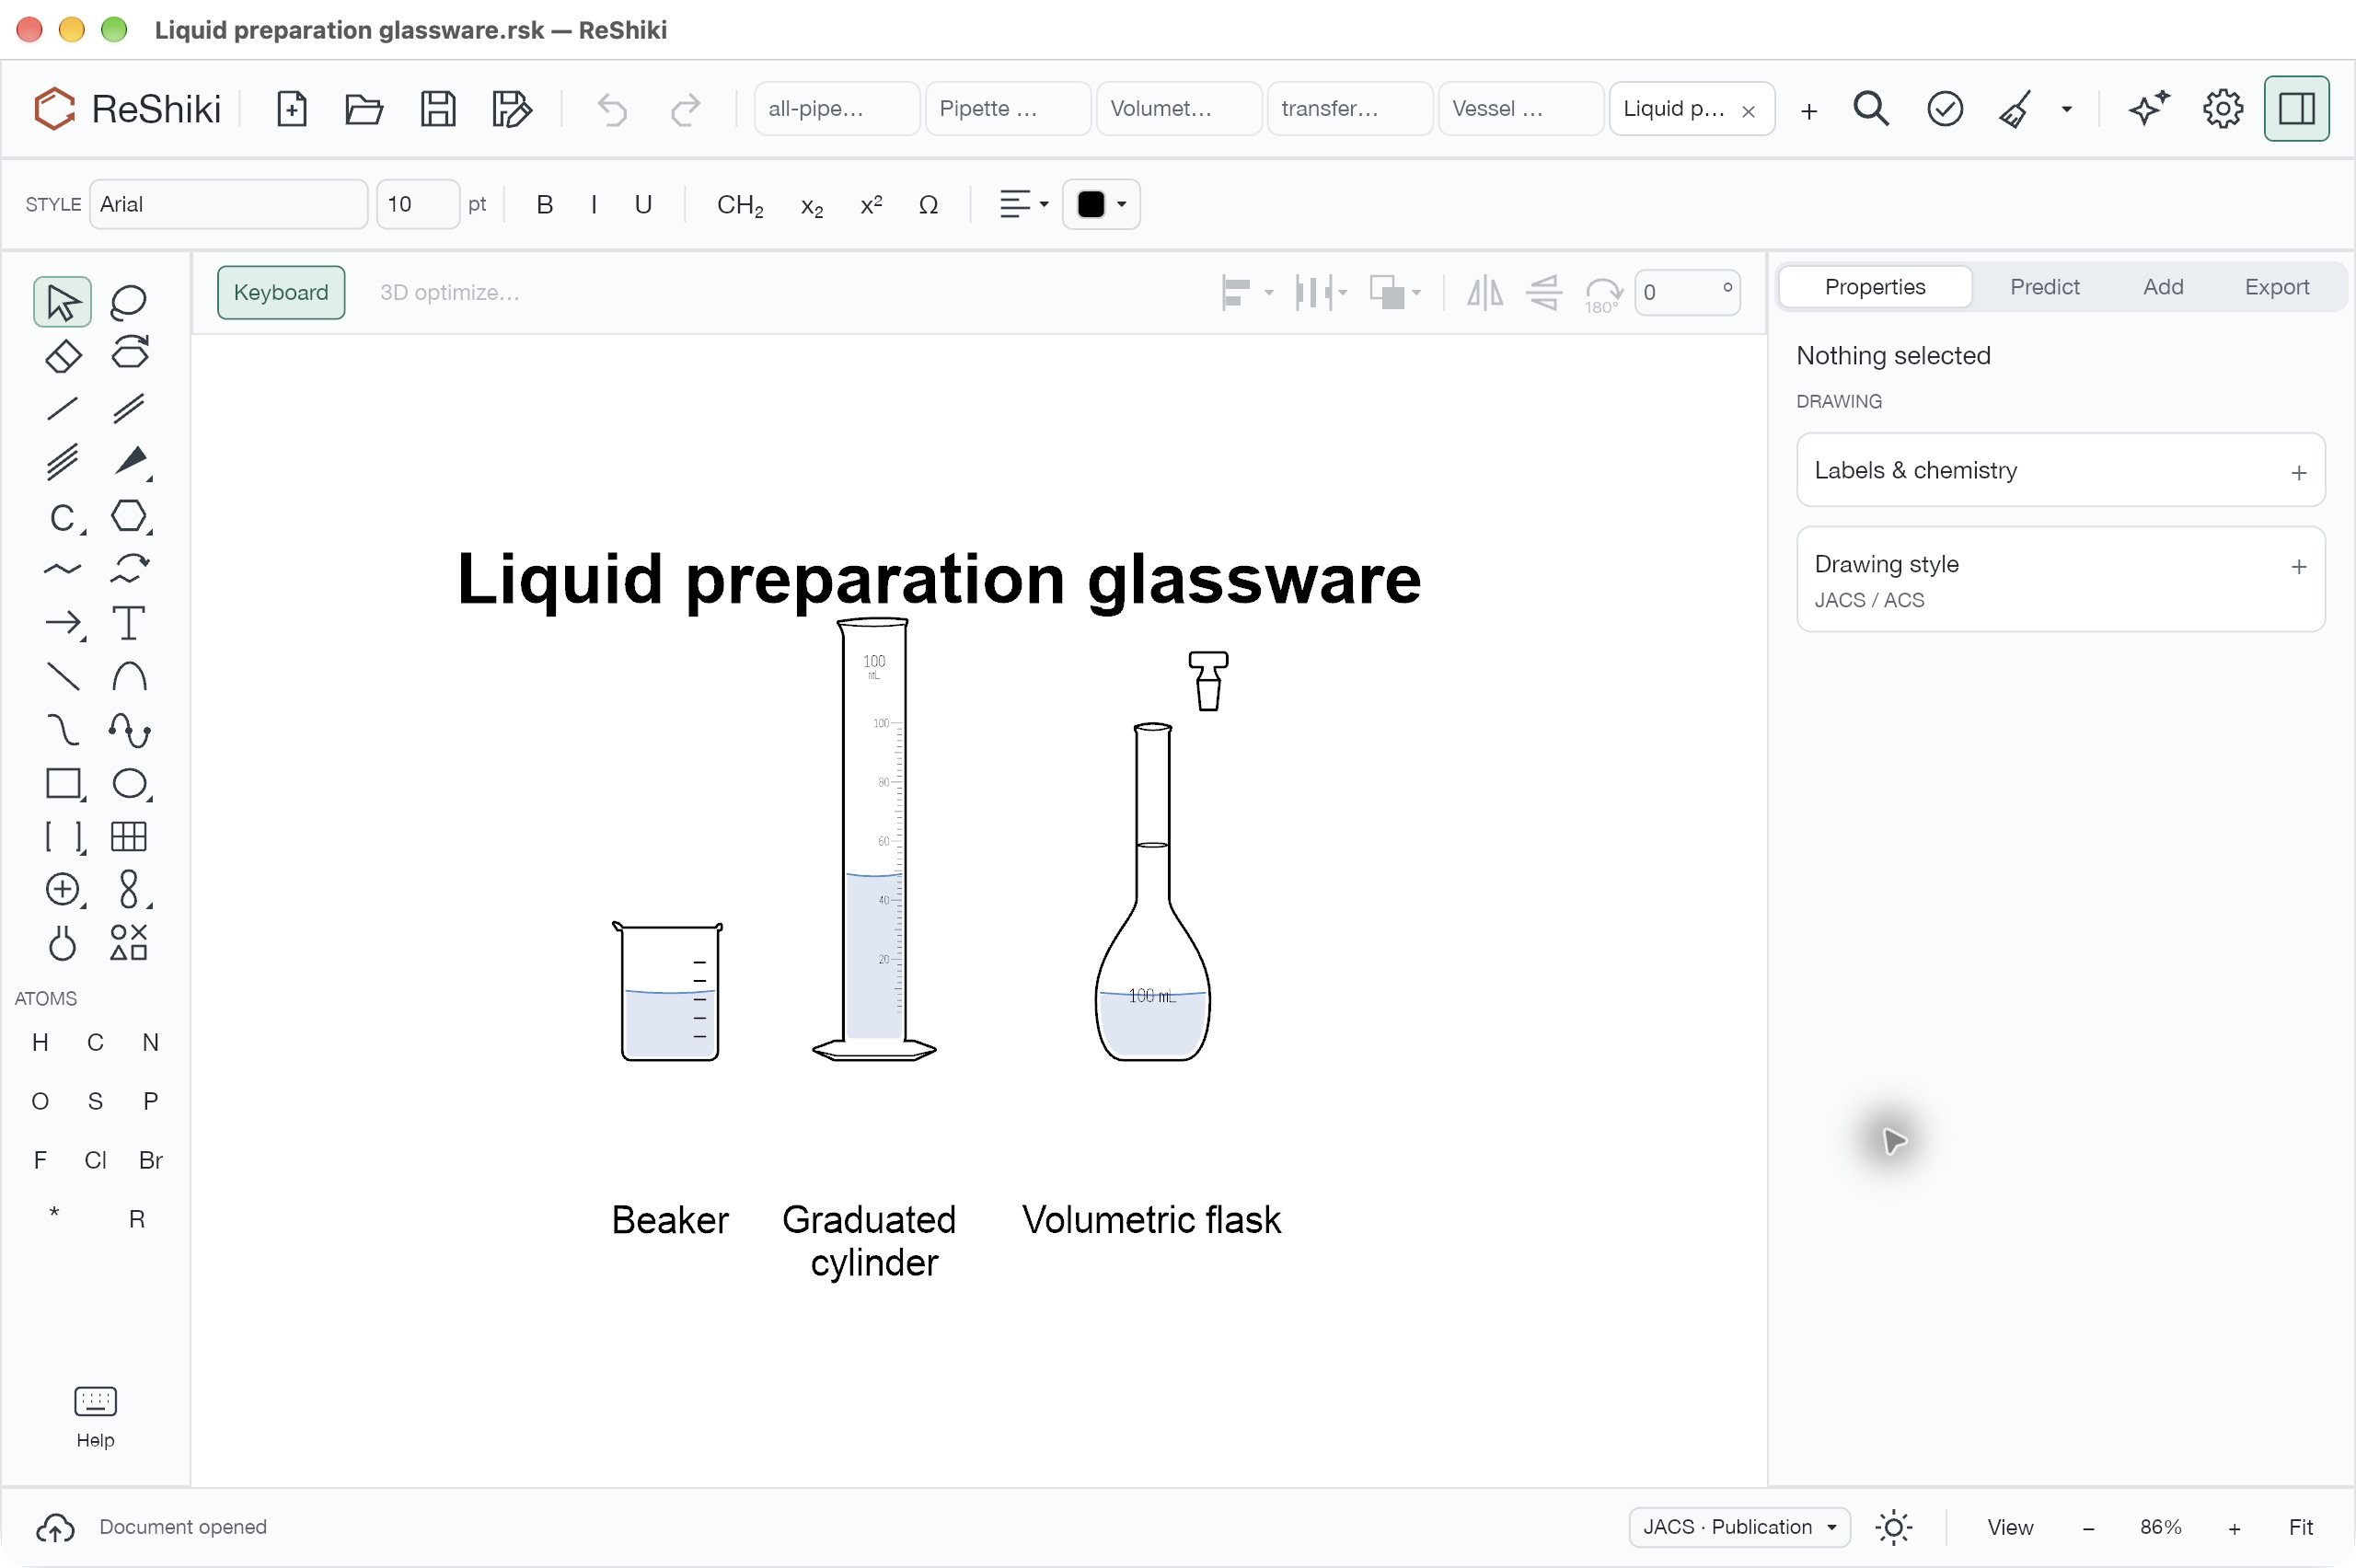 Liquid preparation glassware.rsk — ReShiki
ReShiki
all-pipe...
Pipette ...
Volumet...
transfer...
Vessel ...
Liquid p...
STYLE Arial 10 pt B I U CH₂ x₂ x² Ω
Keyboard
3D optimize...
180°
0 °
Properties
Predict
Add
Export
Nothing selected
DRAWING
Labels & chemistry +
Drawing style +
JACS / ACS
C
T
ATOMS
H C N
O S P
F Cl Br
* R
Help
Liquid preparation glassware
100
mL
100
80
60
40
20
100 mL
Beaker
Graduated
cylinder
Volumetric flask
Document opened
JACS · Publication
View − 86% + Fit